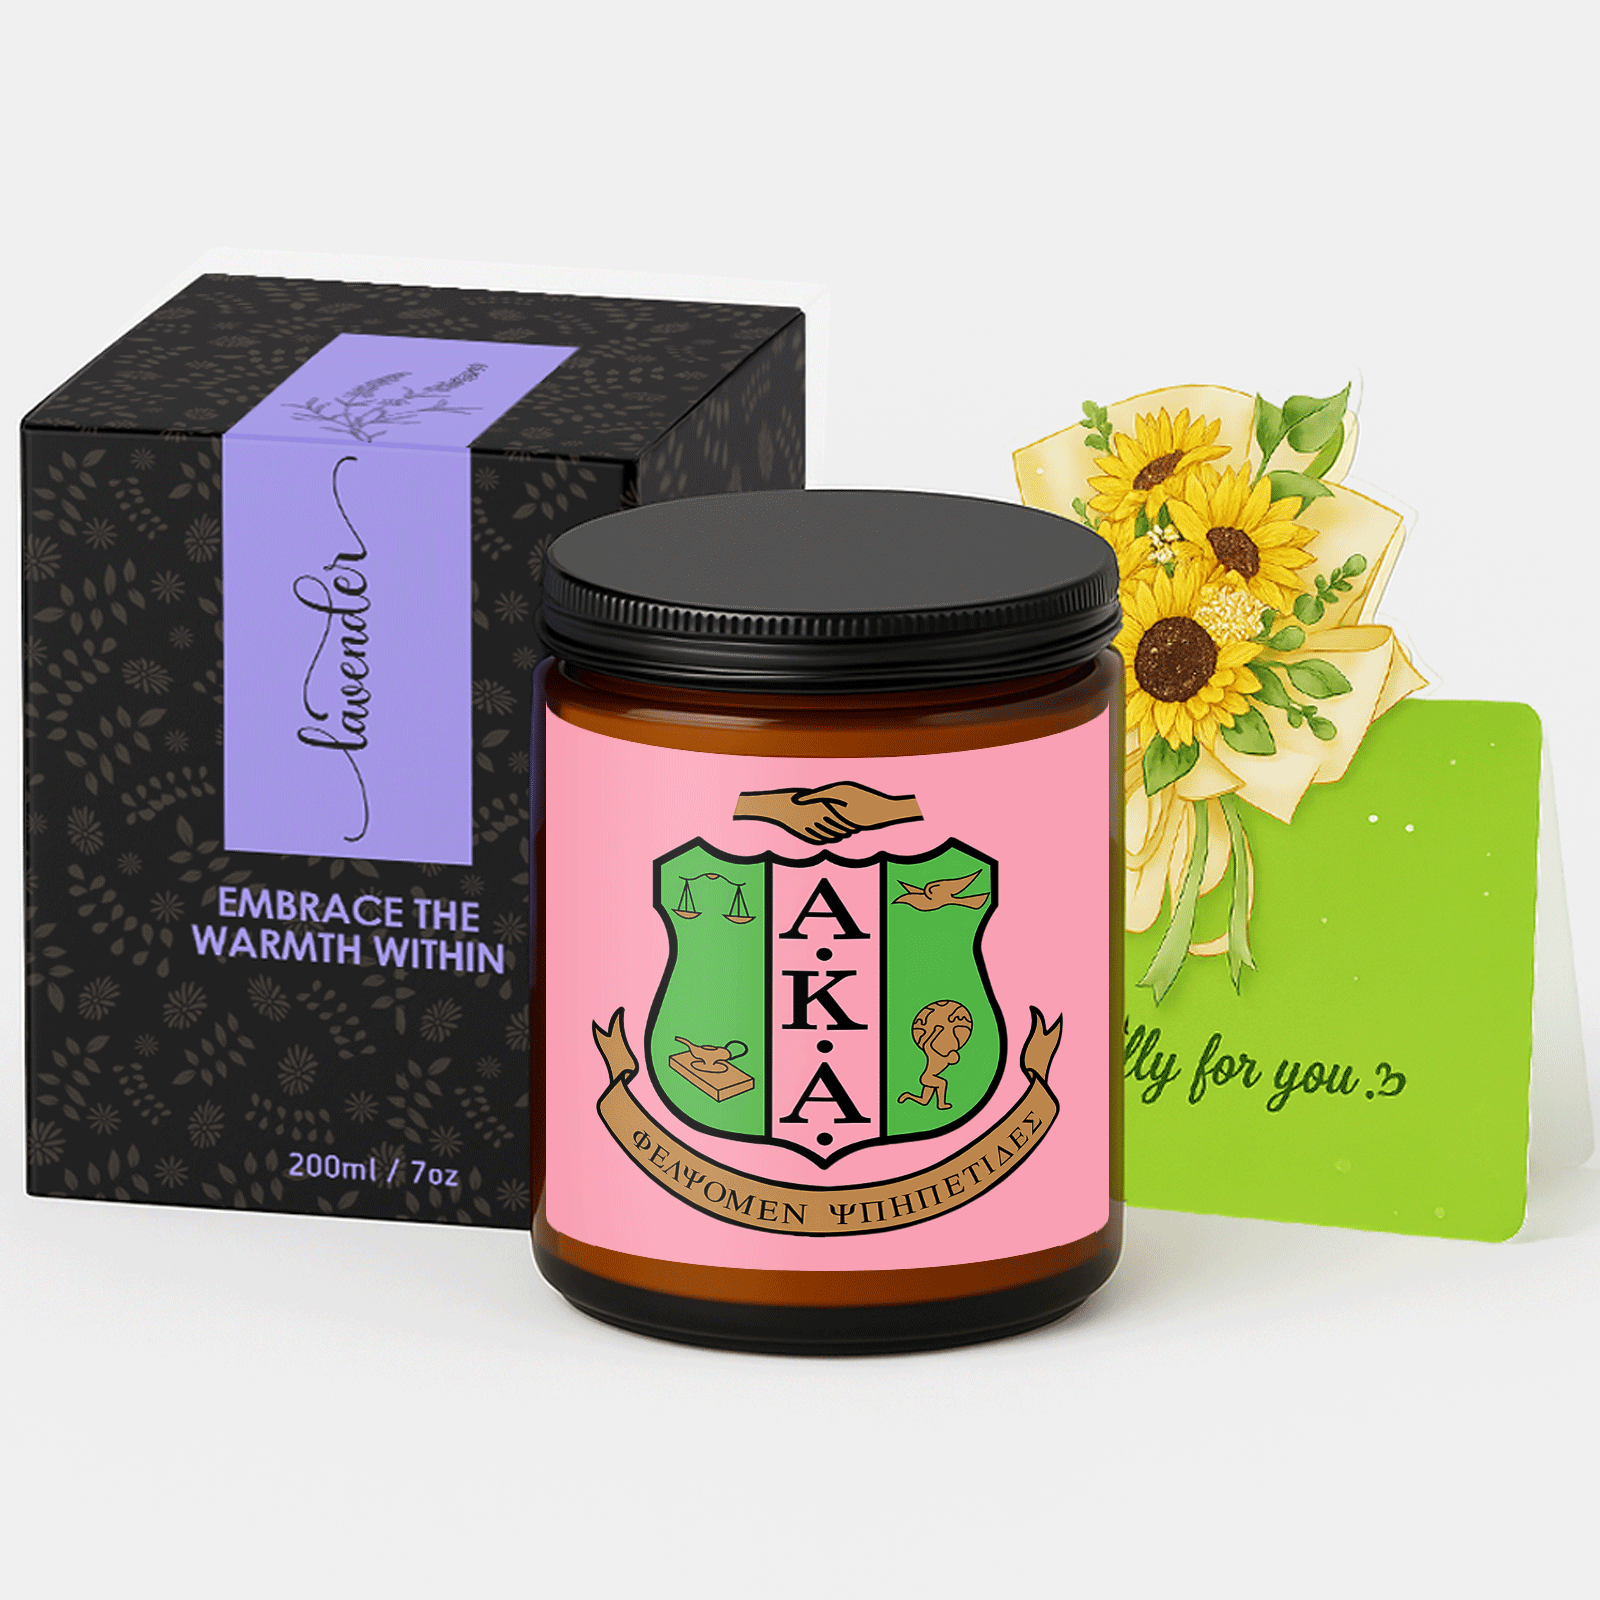 lavender
EMBRACE THE
WARMTH WITHIN
200ml / 7oz
A.
K.
A.
ΦΕΛΨΟΜΕΝ ΨΠΗΠΕΤΙΔΕΣ
lly for you.